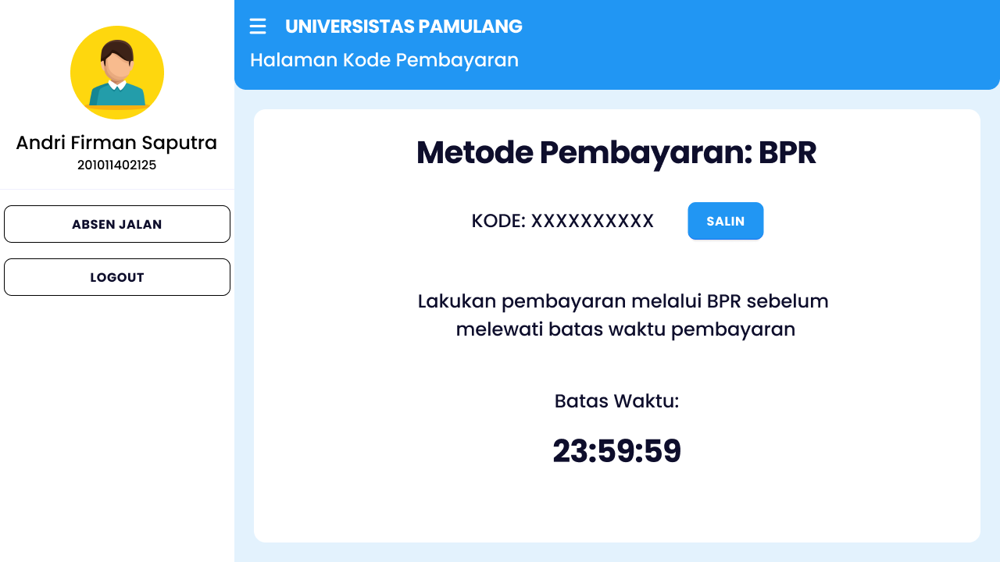 Andri Firman Saputra
201011402125
ABSEN JALAN
LOGOUT
UNIVERSISTAS PAMULANG
Halaman Kode Pembayaran
Metode Pembayaran: BPR
KODE: XXXXXXXXXX
SALIN
Lakukan pembayaran melalui BPR sebelum
melewati batas waktu pembayaran
Batas Waktu:
23:59:59